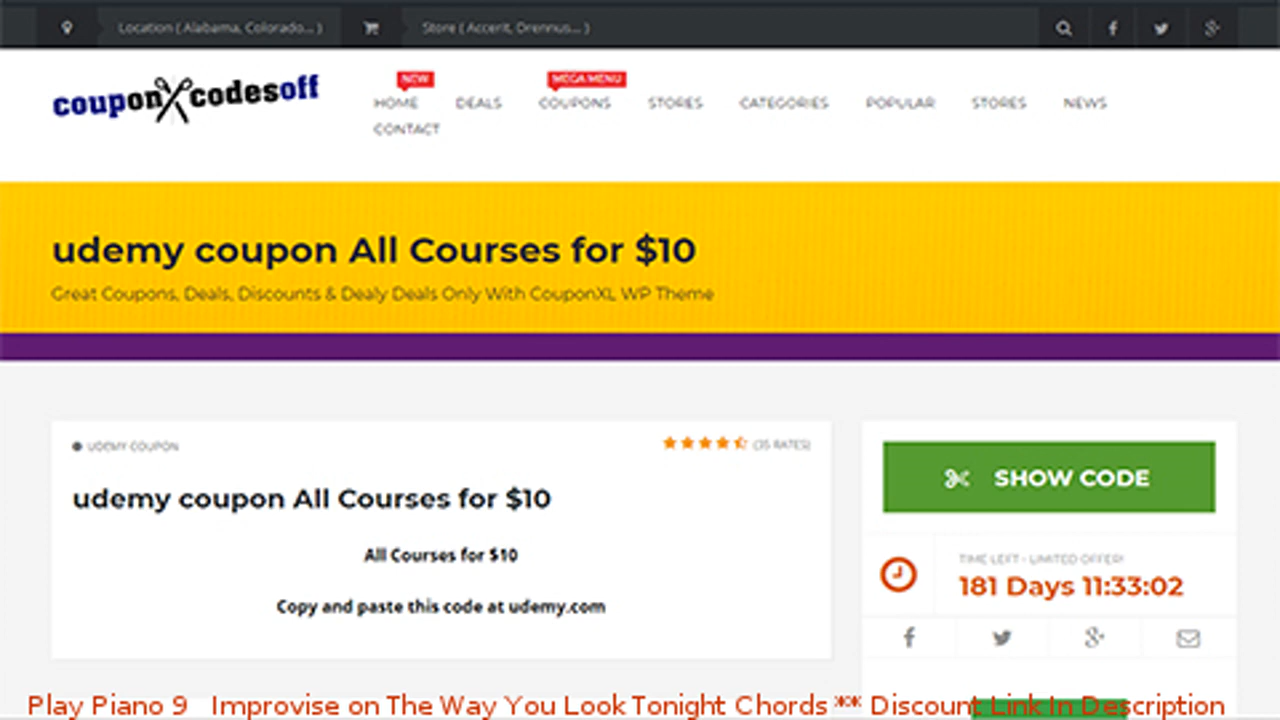 Location ( Alabama, Colorado... )
Store ( Accerit, Drennus... )
couponXcodesoff
NEW
MEGA MENU
HOME DEALS COUPONS STORES CATEGORIES POPULAR STORES NEWS
CONTACT
udemy coupon All Courses for $10
Great Coupons, Deals, Discounts & Dealy Deals Only With CouponXL WP Theme
UDEMY COUPON
(35 RATES)
udemy coupon All Courses for $10
All Courses for $10
Copy and paste this code at udemy.com
SHOW CODE
TIME LEFT - LIMITED OFFER!
181 Days 11:33:02
Play Piano 9 Improvise on The Way You Look Tonight Chords ** Discount Link In Description